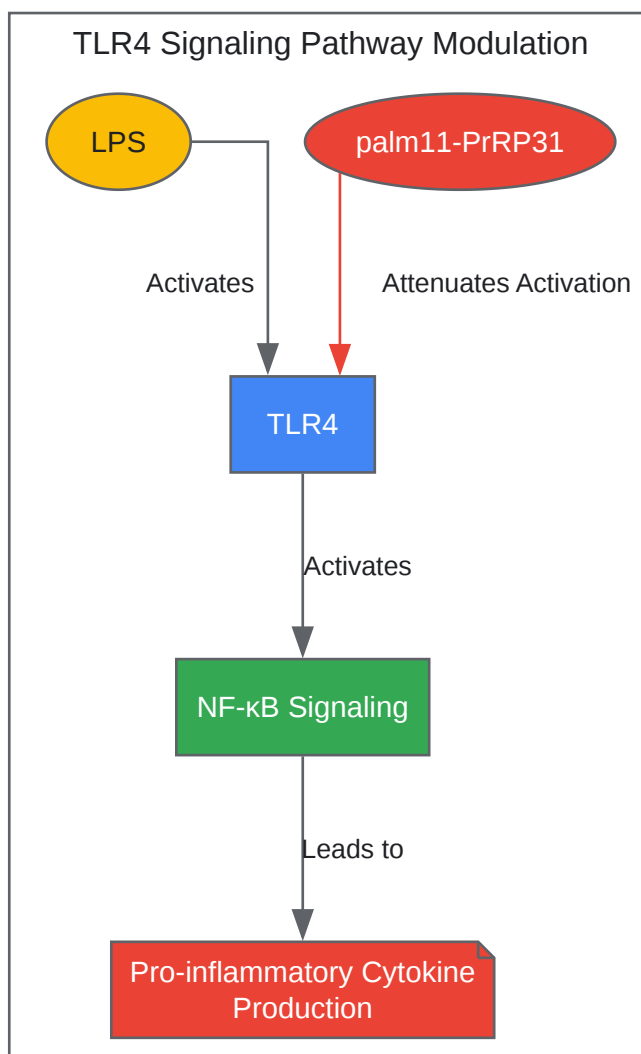 TLR4 Signaling Pathway Modulation
LPS
palm11-PrRP31
Activates
Attenuates Activation
TLR4
Activates
NF-κB Signaling
Leads to
Pro-inflammatory Cytokine
Production